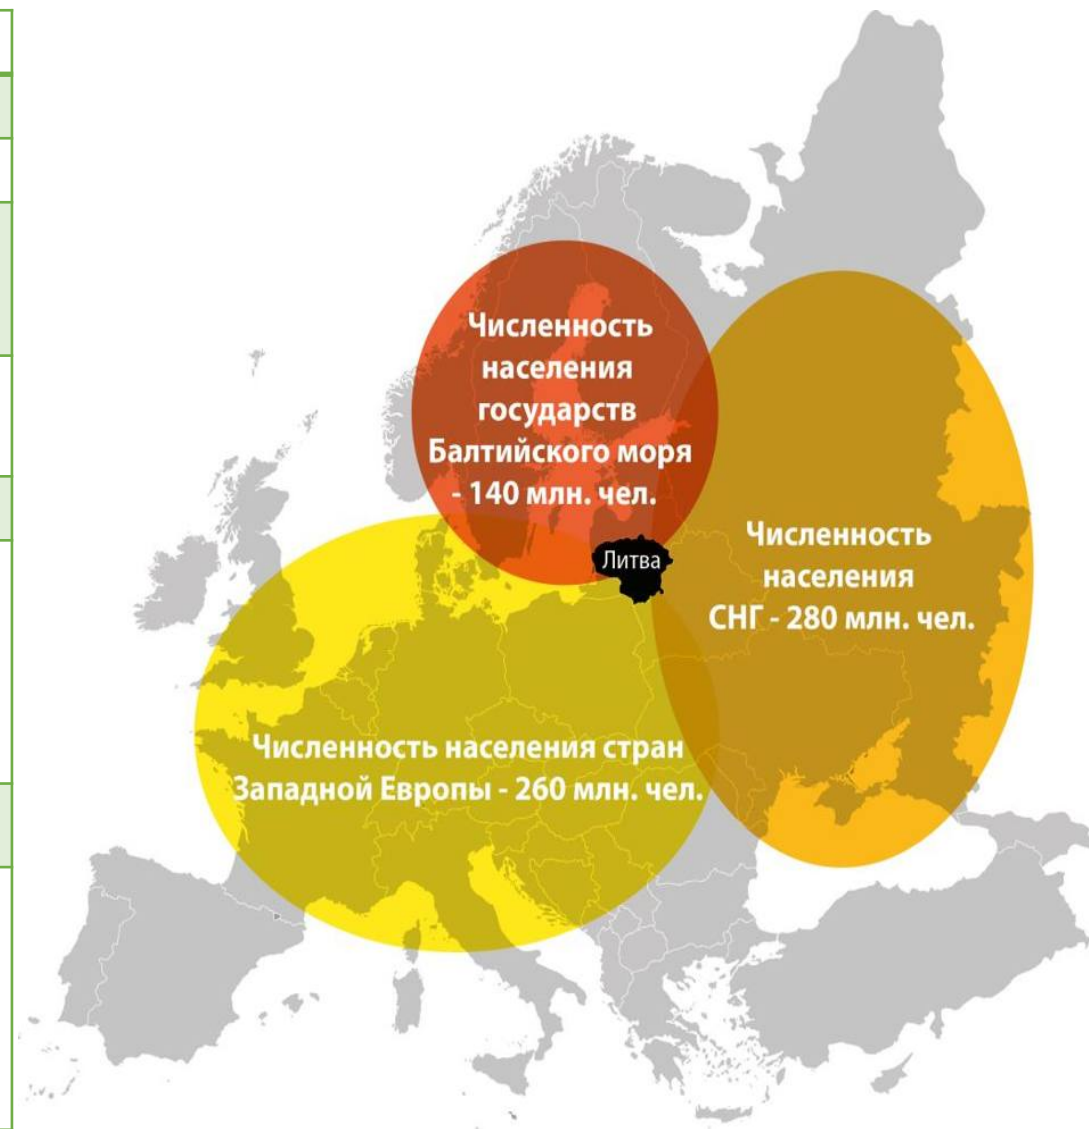 Численность
населения
государств
Балтийского моря
- 140 млн. чел.
Литва
Численность
населения
СНГ - 280 млн. чел.
Численность населения стран
Западной Европы - 260 млн. чел.